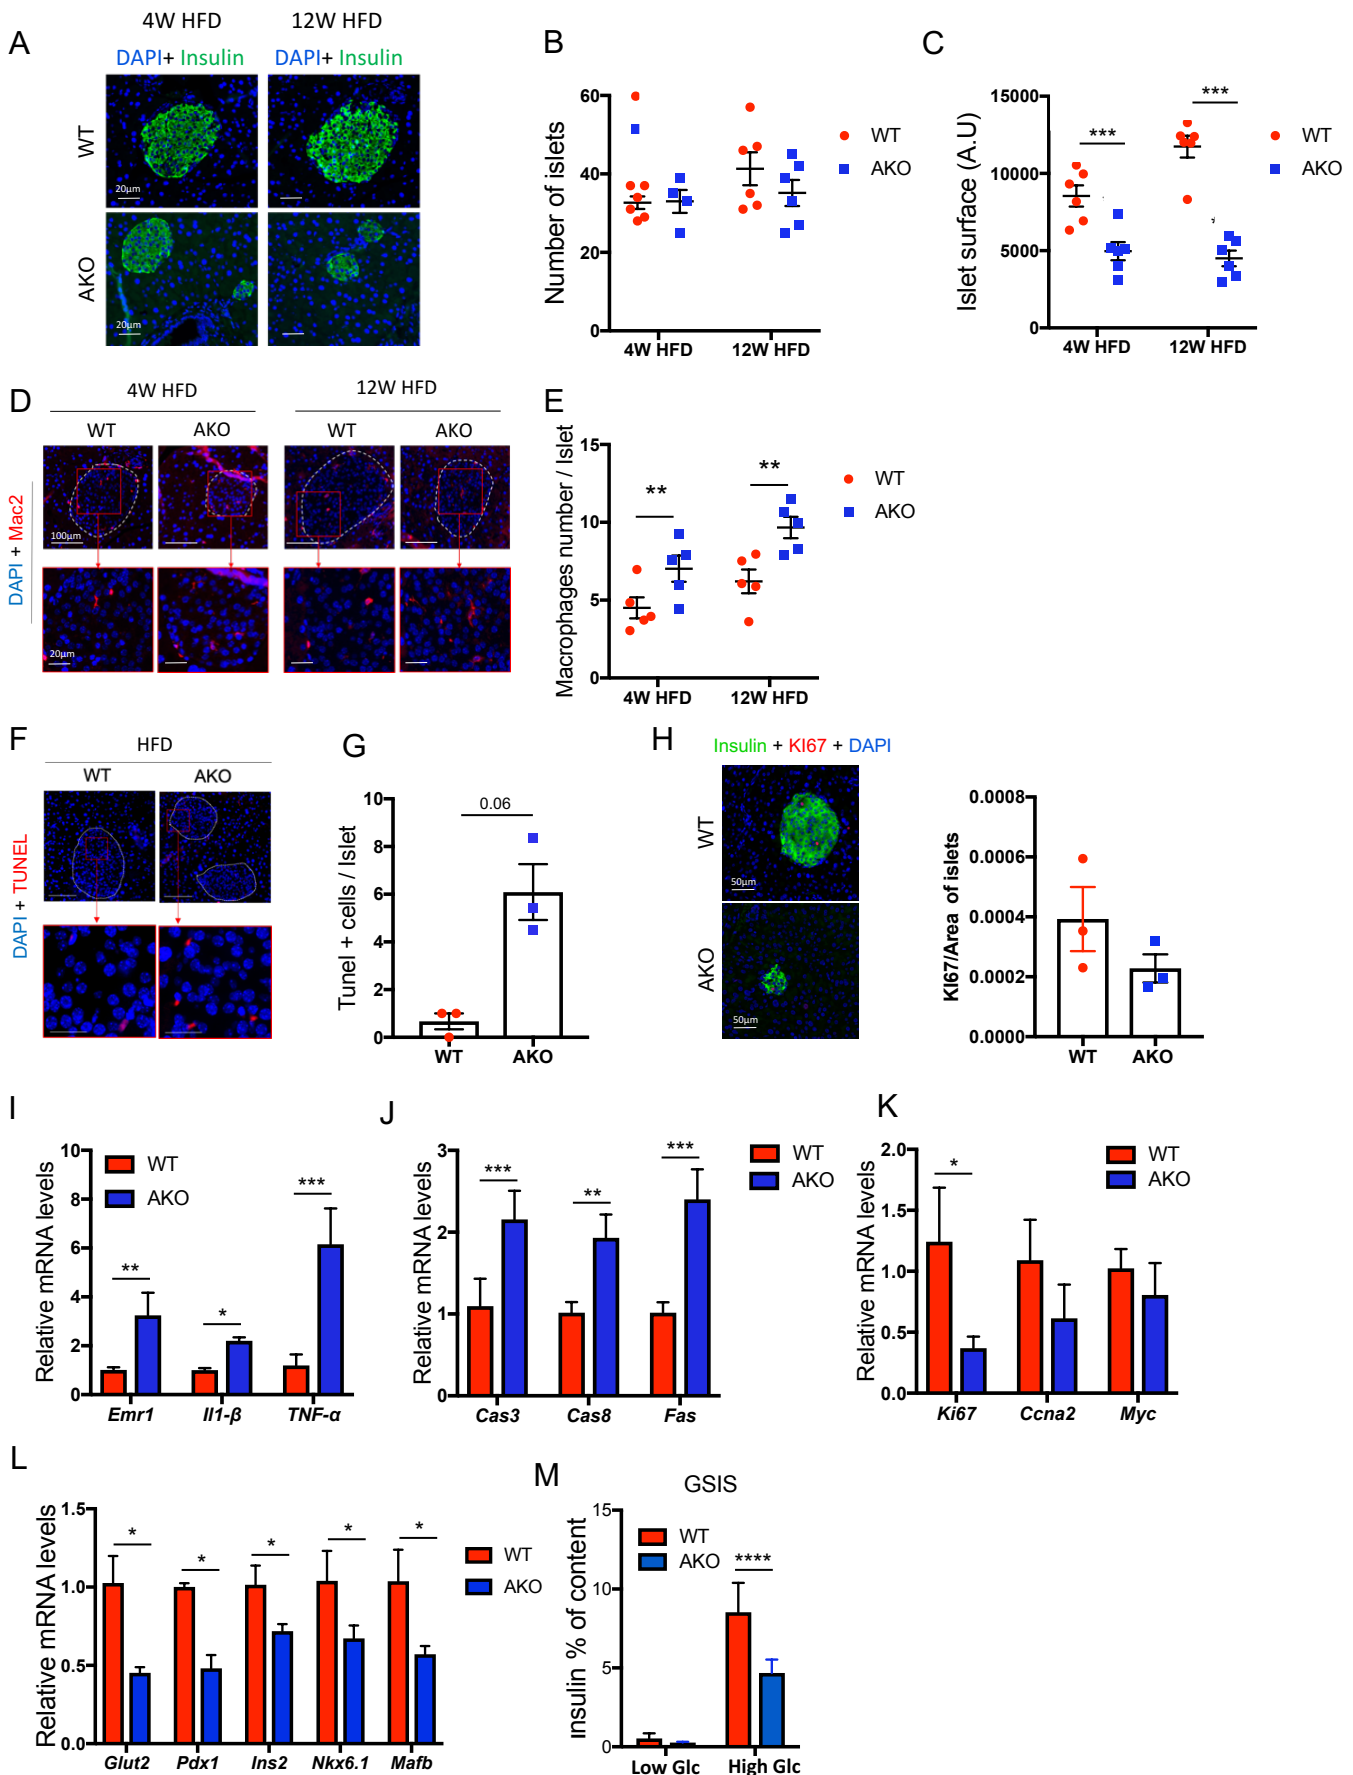 A
4W HFD
12W HFD
DAPI+ Insulin
DAPI+ Insulin
WT
AKO
20μm
20μm
B
Number of islets
60
40
20
0
4W HFD
12W HFD
WT
AKO
C
Islet surface (A.U)
15000
10000
5000
0
***
***
4W HFD
12W HFD
WT
AKO
D
4W HFD
12W HFD
WT
AKO
WT
AKO
DAPI + Mac2
100μm
20μm
E
Macrophages number / Islet
15
10
5
0
**
**
4W HFD
12W HFD
WT
AKO
F
HFD
WT
AKO
DAPI + TUNEL
G
Tunel + cells / Islet
10
8
6
4
2
0
0.06
WT
AKO
H
Insulin + KI67 + DAPI
WT
AKO
50μm
50μm
KI67/Area of islets
0.0008
0.0006
0.0004
0.0002
0.0000
WT
AKO
I
Relative mRNA levels
10
8
6
4
2
0
WT
AKO
**
*
***
Emr1
Il1-β
TNF-α
J
Relative mRNA levels
3
2
1
0
***
**
***
WT
AKO
Cas3
Cas8
Fas
K
Relative mRNA levels
2.0
1.5
1.0
0.5
0.0
*
WT
AKO
Ki67
Ccna2
Myc
L
Relative mRNA levels
1.5
1.0
0.5
0.0
*
*
*
*
*
WT
AKO
Glut2
Pdx1
Ins2
Nkx6.1
Mafb
M
GSIS
insulin % of content
15
10
5
0
WT
AKO
****
Low Glc
High Glc